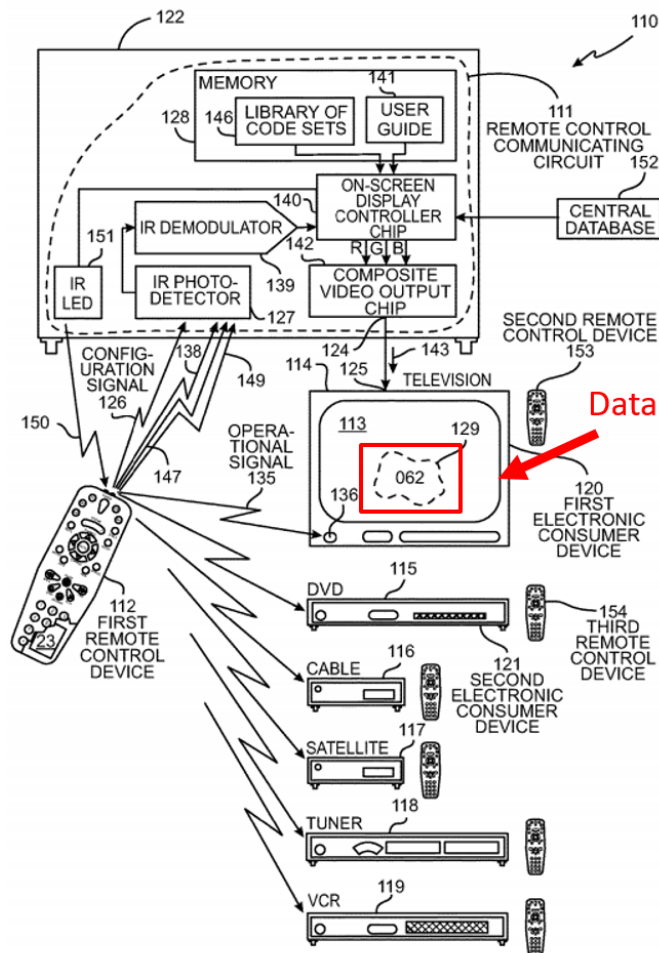 122
110
MEMORY
141
146
LIBRARY OF
CODE SETS
USER
GUIDE
128
111
REMOTE CONTROL
COMMUNICATING
CIRCUIT
152
140
ON-SCREEN
DISPLAY
CONTROLLER
CHIP
CENTRAL
DATABASE
151
IR DEMODULATOR
139
142
R G B
IR
LED
IR PHOTO-
DETECTOR
127
COMPOSITE
VIDEO OUTPUT
CHIP
124
143
SECOND REMOTE
CONTROL DEVICE
153
CONFIG-
URATION
SIGNAL
126
138
149
114
125
TELEVISION
150
147
OPERA-
TIONAL
SIGNAL
135
113
129
062
Data
136
120
FIRST
ELECTRONIC
CONSUMER
DEVICE
112
FIRST
REMOTE
CONTROL
DEVICE
23
DVD
115
121
SECOND
ELECTRONIC
CONSUMER
DEVICE
154
THIRD
REMOTE
CONTROL
DEVICE
CABLE
116
SATELLITE
117
TUNER
118
VCR
119